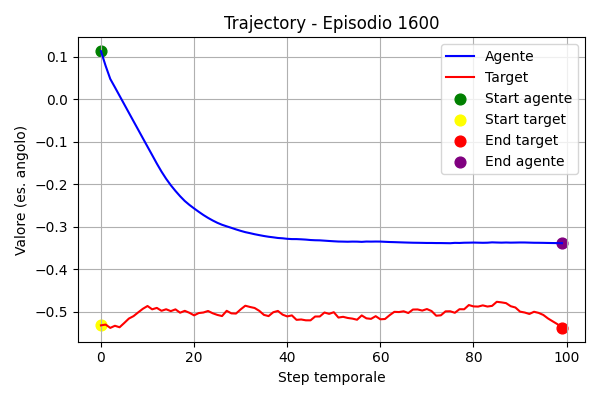 Trajectory - Episodio 1600
Valore (es. angolo)
0.1
0.0
−0.1
−0.2
−0.3
−0.4
−0.5
Agente
Target
Start agente
Start target
End target
End agente
0 20 40 60 80 100
Step temporale